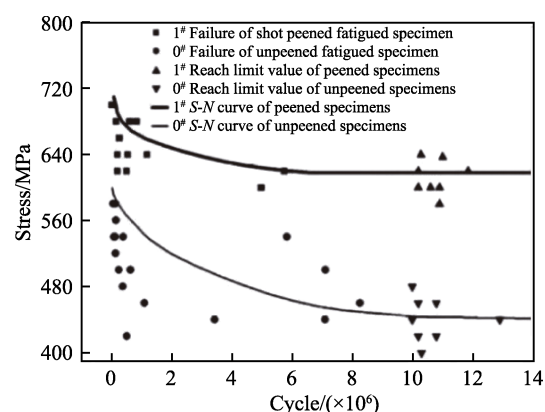 800
720
640
560
480
400
Stress/MPa
1# Failure of shot peened fatigued specimen
0# Failure of unpeened fatigued specimen
1# Reach limit value of peened specimens
0# Reach limit value of unpeened specimens
1# S-N curve of peened specimens
0# S-N curve of unpeened specimens
0 2 4 6 8 10 12 14
Cycle/(×10⁶)